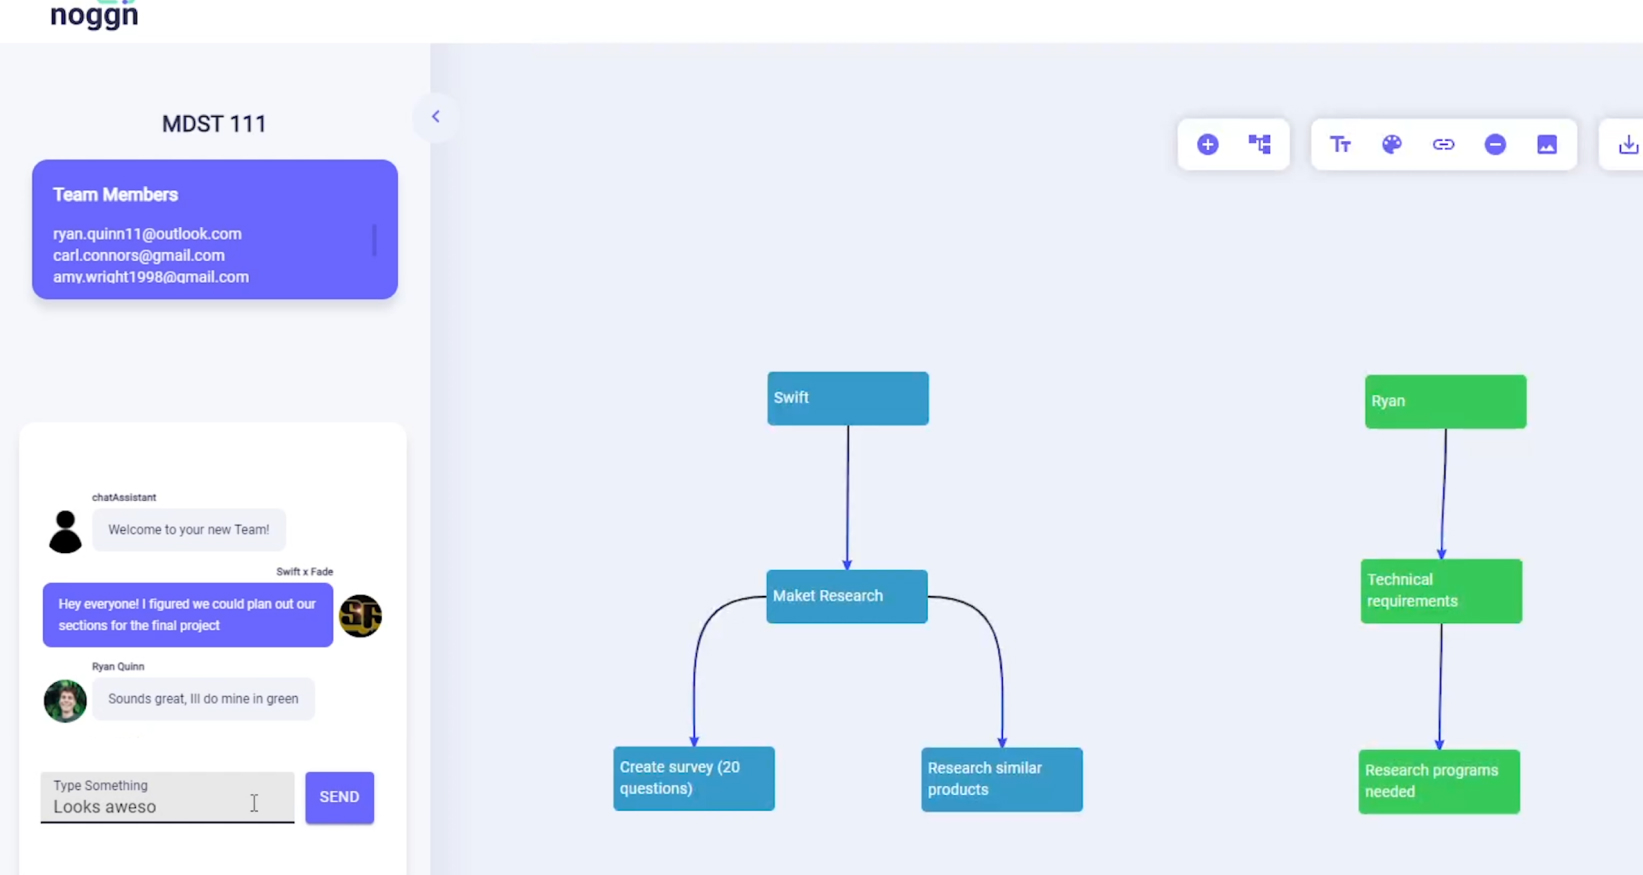 noggn
MDST 111
Team Members
ryan.quinn11@outlook.com
carl.connors@gmail.com
amy.wright1998@gmail.com
chatAssistant
Welcome to your new Team!
Swift x Fade
Hey everyone! I figured we could plan out our
sections for the final project
SF
Ryan Quinn
Sounds great, Ill do mine in green
Type Something
Looks aweso
SEND
Tт
Swift
Maket Research
Create survey (20
questions)
Research similar
products
Ryan
Technical
requirements
Research programs
needed